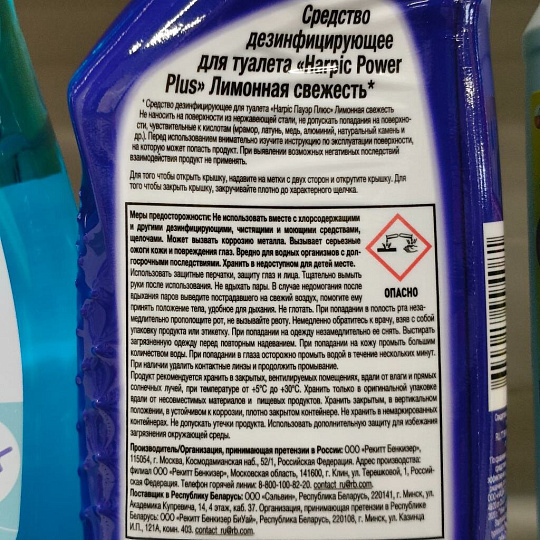 Средство
дезинфицирующее
для туалета «Harpic Power
Plus» Лимонная свежесть*
* Средство дезинфицирующее для туалета «Harpic Пауэр Плюс» Лимонная свежесть
Не наносить на поверхности из нержавеющей стали, не допускать попадания на поверхно-
сти, чувствительные к кислотам (мрамор, латунь, медь, алюминий, натуральный камень и
др.). Перед использованием внимательно изучите инструкцию по эксплуатации поверхности,
на которую может попасть продукт. При выявлении возможных негативных последствий
взаимодействия продукт не применять.
Для того чтобы открыть крышку, надавите на метки с двух сторон и открутите крышку. Для
того чтобы закрыть крышку, закручивайте плотно до характерного щелчка.
Меры предосторожности: Не использовать вместе с хлорсодержащими
и другими дезинфицирующими, чистящими и моющими средствами,
щелочами. Может вызвать коррозию металла. Вызывает серьезные
ожоги кожи и повреждения глаз. Вредно для водных организмов с дол-
госрочными последствиями. Хранить в недоступном для детей месте.
Использовать защитные перчатки, защиту глаз и лица. Тщательно вымыть
руки после использования. Не вдыхать пары. В случае недомогания после
вдыхания паров выведите пострадавшего на свежий воздух, помогите ему
принять положение тела, удобное для дыхания. Не глотать. При попадании в полость рта неза-
медлительно прополощите рот, не вызывайте рвоту. Немедленно обратитесь к врачу, взяв с собой
упаковку продукта или этикетку. При попадании на одежду незамедлительно ее снять. Выстирать
загрязненную одежду перед повторным надеванием. При попадании на кожу промыть большим
количеством воды. При попадании в глаза осторожно промыть водой в течение нескольких минут.
При наличии удалить контактные линзы и продолжить промывание.
ОПАСНО
Продукт рекомендуется хранить в закрытых, вентилируемых помещениях, вдали от влаги и прямых
солнечных лучей, при температуре от +5°С до +30°С. Хранить только в оригинальной упаковке
вдали от несовместимых материалов и пищевых продуктов. Хранить закрытым, в вертикальном
положении, в устойчивом к коррозии, плотно закрытом контейнере. Не хранить в немаркированных
контейнерах. Не допускать утечки продукта. Использовать дополнительную защиту для избежания
загрязнения окружающей среды.
Производитель/Организация, принимающая претензии в России: ООО «Рекитт Бенкизер»,
115054, г. Москва, Космодамианская наб., 52/1, Российская Федерация. Адрес производства:
филиал ООО «Рекитт Бенкизер», Московская область, 141600, г. Клин, ул. Терешковой, 1, Россий-
ская Федерация. Телефон горячей линии: 8-800-100-82-20. contact_ru@rb.com.
Поставщик в Республику Беларусь: ООО «Сэльвин», Республика Беларусь, 220141, г. Минск, ул.
Академика Купревича, 14, 4 этаж, каб. 37. Организация, принимающая претензии в Республике
Беларусь: ООО «Рекитт Бенкизер БиУай», Республика Беларусь, 220108, г. Минск, ул. Казинца
И.П., 121А, комн. 403. contact_ru@rb.com.